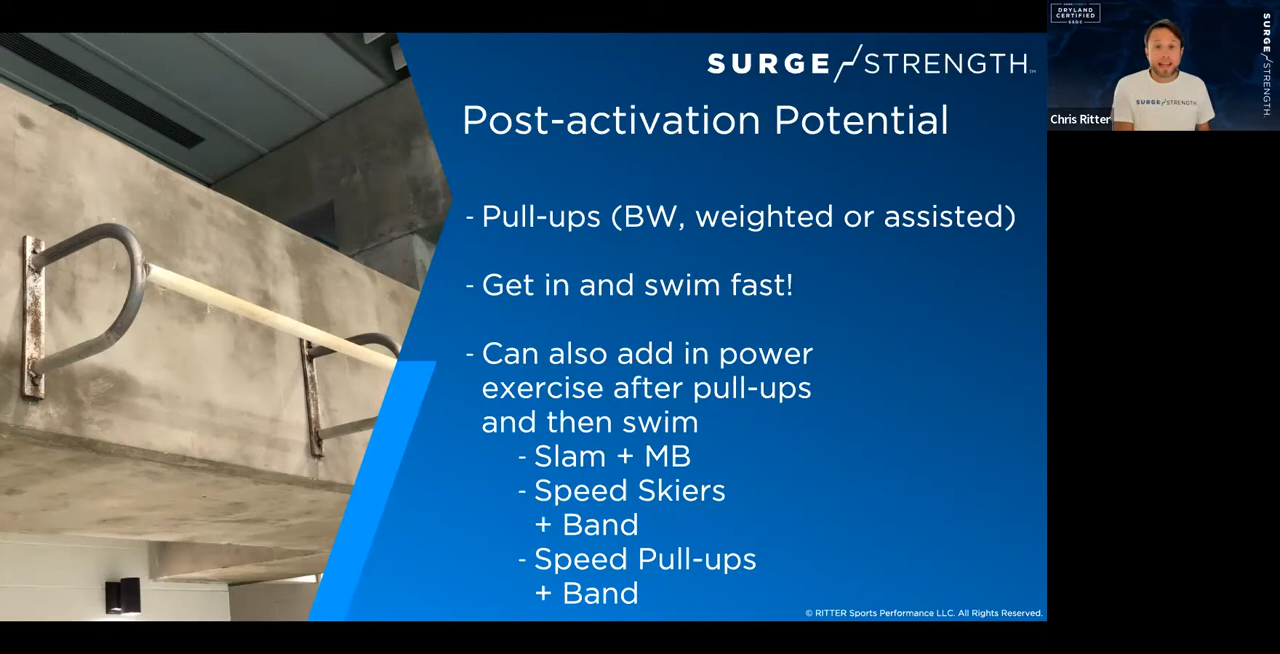 SURGE STRENGTH™
Post-activation Potential
- Pull-ups (BW, weighted or assisted)
- Get in and swim fast!
- Can also add in power
exercise after pull-ups
and then swim
- Slam + MB
- Speed Skiers
+ Band
- Speed Pull-ups
+ Band
© RITTER Sports Performance LLC. All Rights Reserved.
DRYLAND
CERTIFIED
SSDC
SURGE STRENGTH
SURGE STRENGTH
Chris Ritter